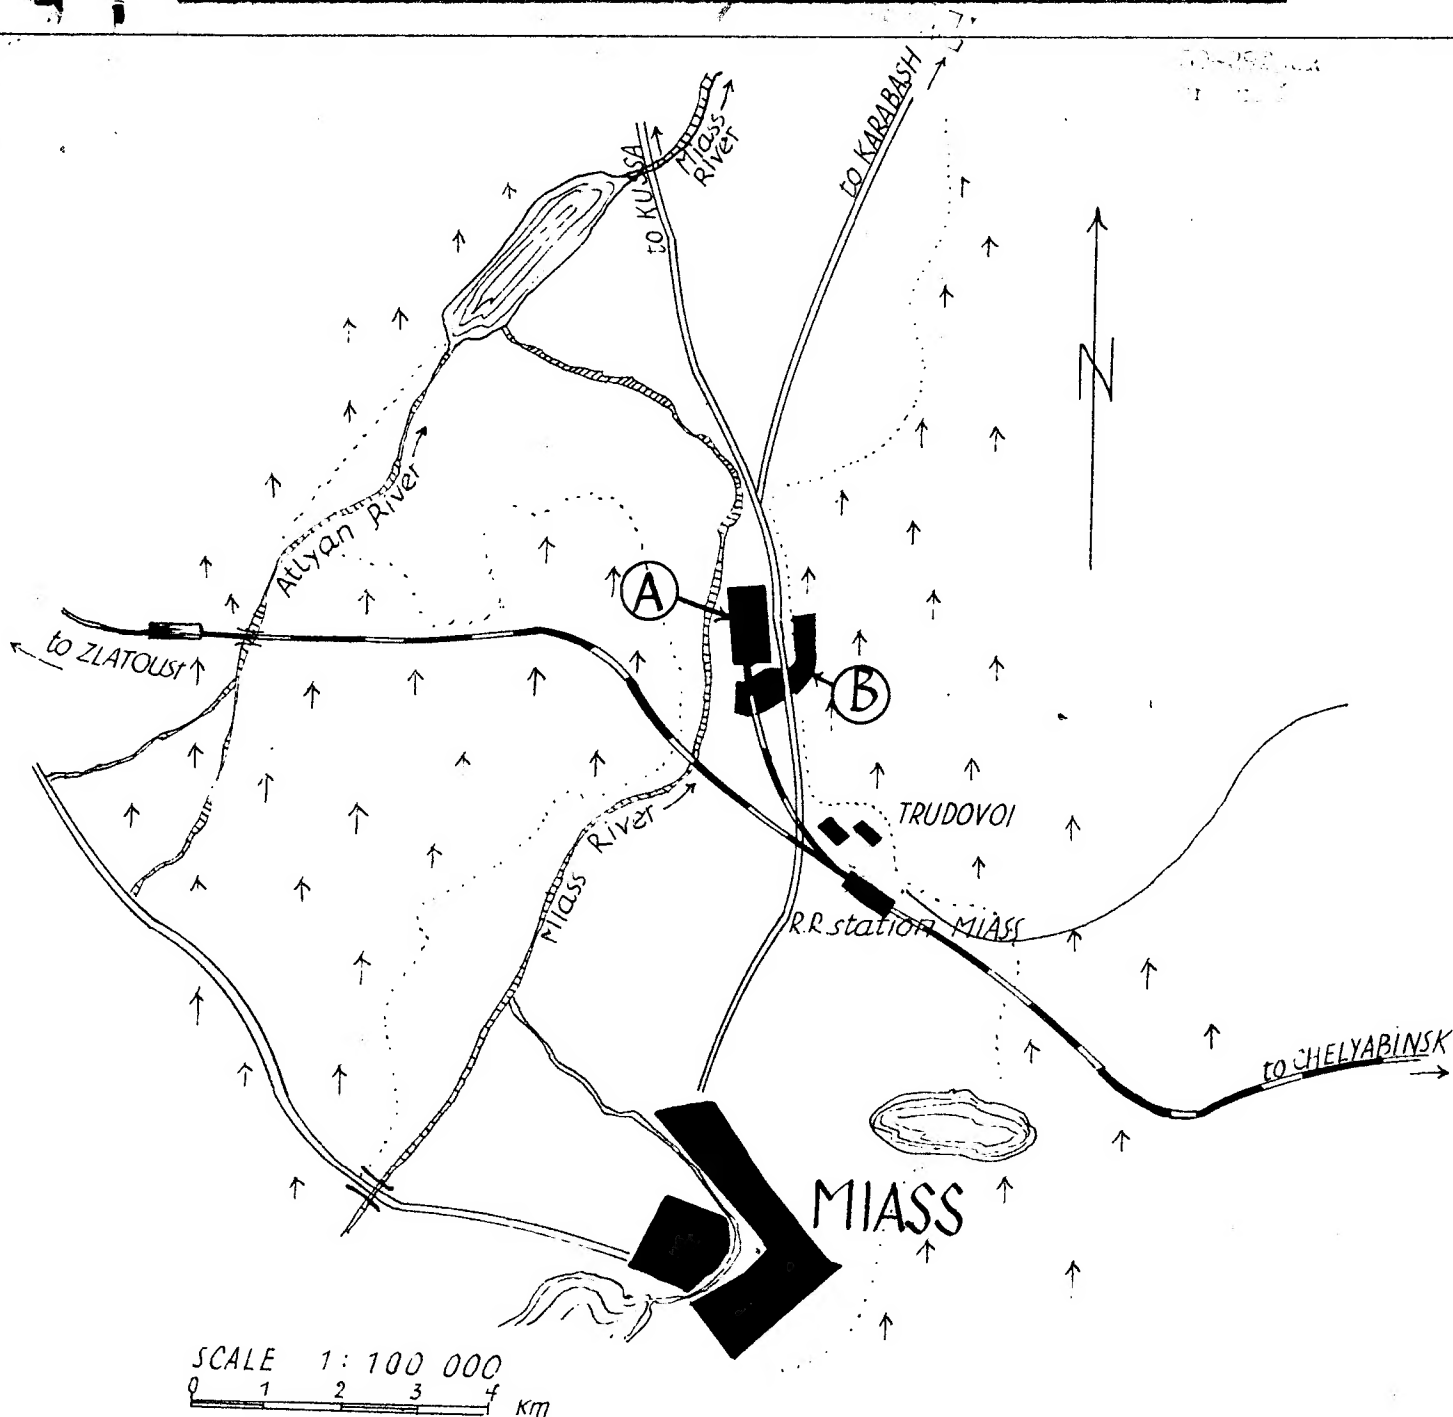 to KARABASH
Miass
River
to KUSSA
N
Atlyan River
A
to ZLATOUST
B
TRUDOVOI
Miass River
R.R. station MIASS
to CHELYABINSK
MIASS
SCALE 1: 100 000
0 1 2 3 4 km